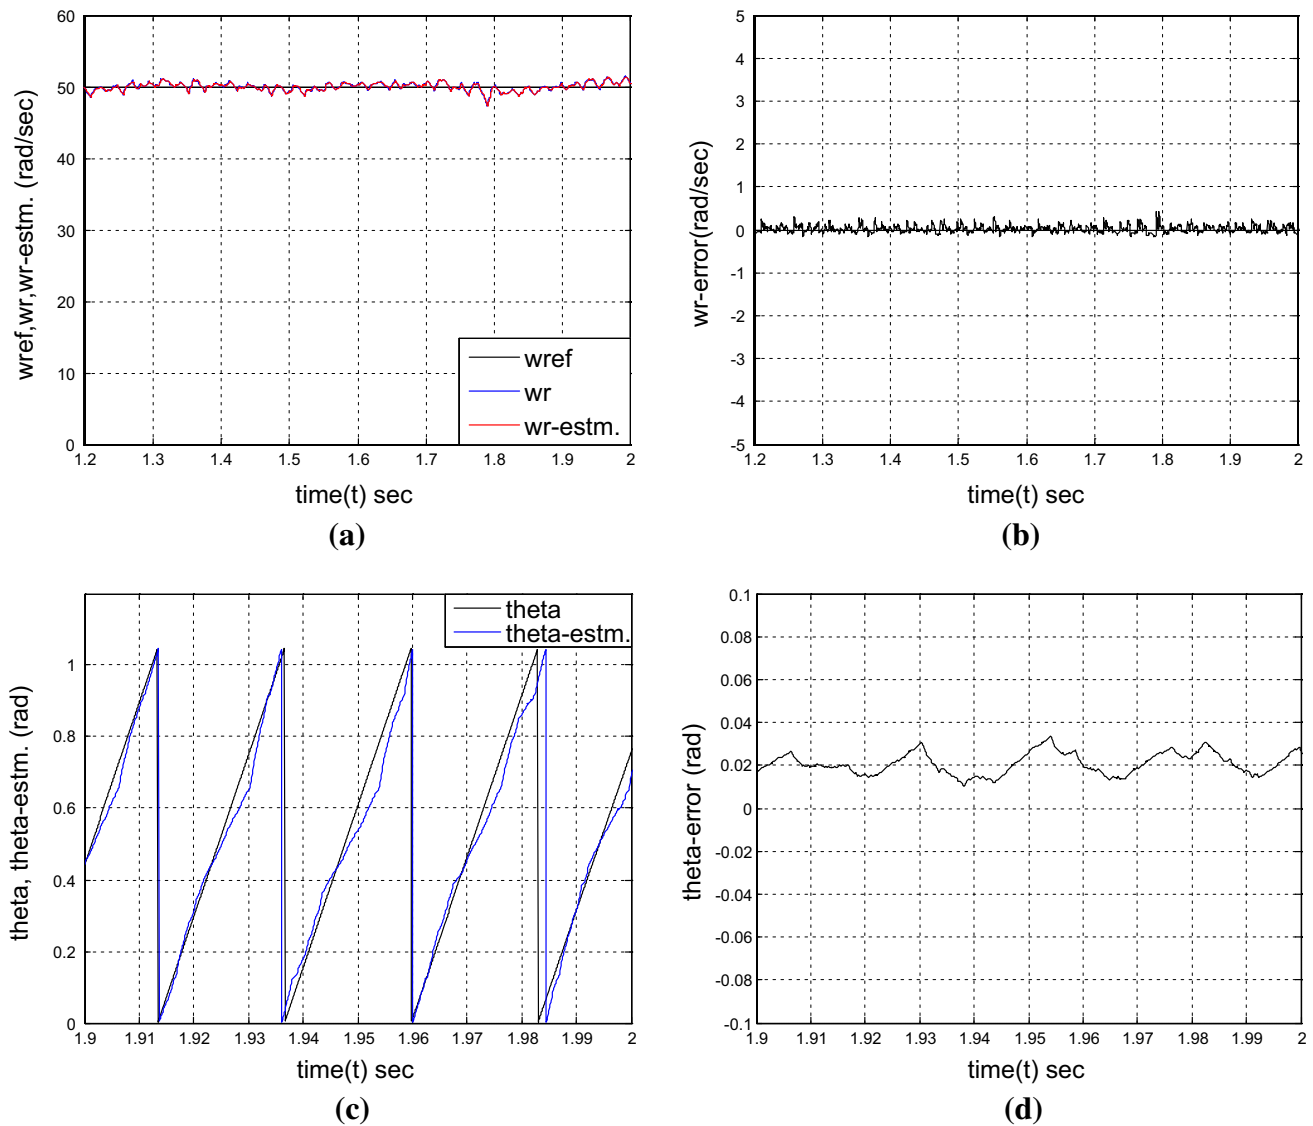 60
50
40
30
20
10
0
wref,wr,wr-estm. (rad/sec)
wref
wr
wr-estm.
1.2 1.3 1.4 1.5 1.6 1.7 1.8 1.9 2
time(t) sec
(a)
5
4
3
2
1
0
-1
-2
-3
-4
-5
wr-error(rad/sec)
1.2 1.3 1.4 1.5 1.6 1.7 1.8 1.9 2
time(t) sec
(b)
1
0.8
0.6
0.4
0.2
0
theta, theta-estm. (rad)
theta
theta-estm.
1.9 1.91 1.92 1.93 1.94 1.95 1.96 1.97 1.98 1.99 2
time(t) sec
(c)
0.1
0.08
0.06
0.04
0.02
0
-0.02
-0.04
-0.06
-0.08
-0.1
theta-error (rad)
1.9 1.91 1.92 1.93 1.94 1.95 1.96 1.97 1.98 1.99 2
time(t) sec
(d)